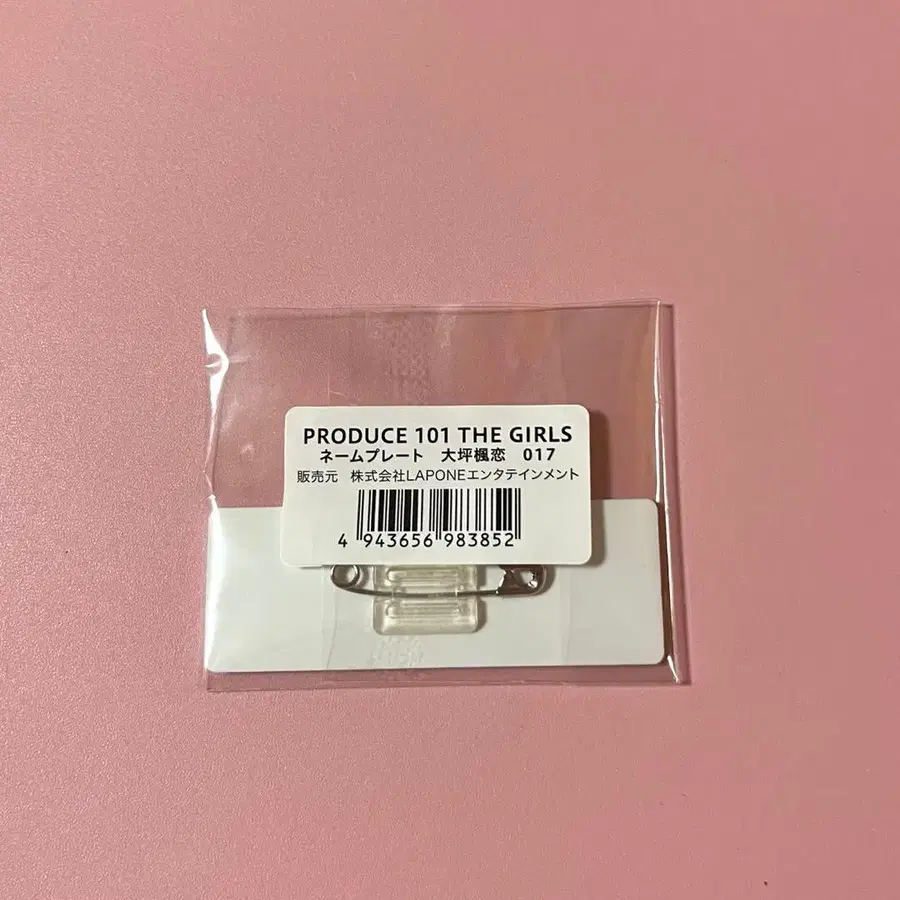 PRODUCE 101 THE GIRLS
ネームプレート　大坪楓恋　017
販売元　株式会社LAPONEエンタテインメント
4 943656 983852